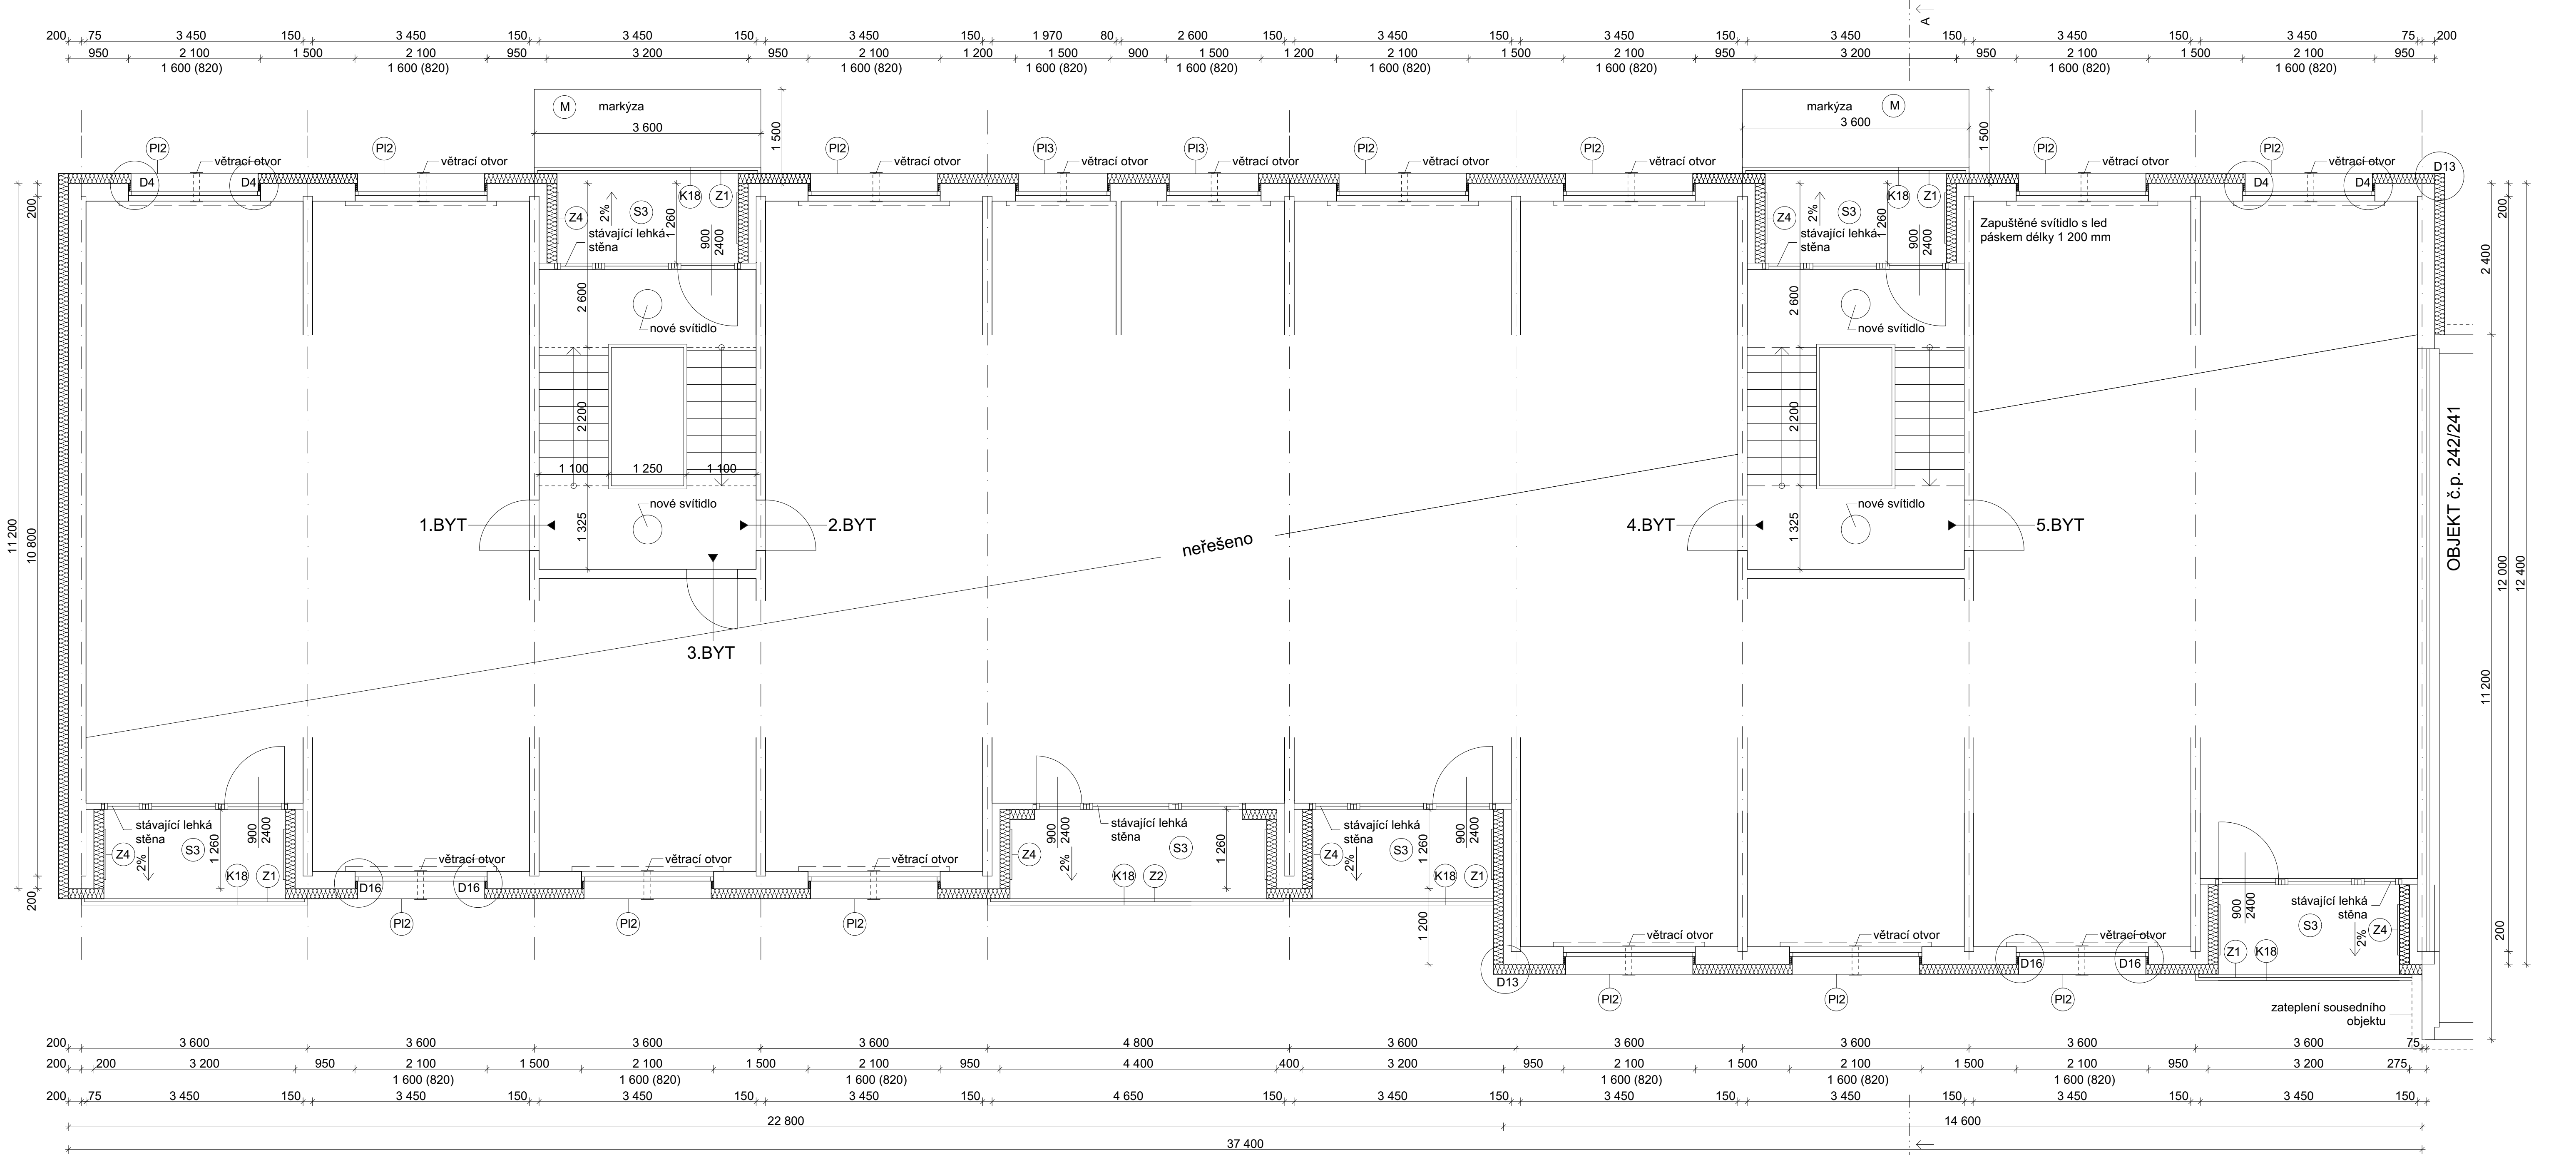 A
200 75 3 450 150 3 450 150 3 450 150 3 450 150 1 970 80 2 600 150 3 450 150 3 450 150 3 450 150 3 450 150 3 450 75 200
950 2 100 1 500 2 100 950 3 200 950 2 100 1 200 1 500 900 1 500 1 200 2 100 1 500 2 100 950 3 200 950 2 100 1 500 2 100 950
1 600 (820) 1 600 (820) 1 600 (820) 1 600 (820) 1 600 (820) 1 600 (820) 1 600 (820) 1 600 (820) 1 600 (820)
M markýza markýza M
3 600 3 600
1 500 1 500
Pl2 Pl2 Pl2 Pl3 Pl3 Pl2 Pl2 Pl2 Pl2
větrací otvor větrací otvor větrací otvor větrací otvor větrací otvor větrací otvor větrací otvor větrací otvor větrací otvor
D13
D4 D4 D4 D4
K18 Z1 K18 Z1
200 Z4 2% S3 1 260 Z4 2% S3 1 260 200
Zapuštěné svítidlo s led
páskem délky 1 200 mm
stávající lehká
stěna
900
2400
stávající lehká
stěna
900
2400
2 400
2 600 2 600
nové svítidlo nové svítidlo
2 200 2 200
1 100 1 250 1 100
nové svítidlo nové svítidlo
1 325 1 325
1.BYT 2.BYT 4.BYT 5.BYT
3.BYT
neřešeno
OBJEKT č.p. 242/241
11 200
10 800
12 000
12 400
11 200
stávající lehká
stěna
900
2400
Z4 2% S3 1 260
K18 Z1
větrací otvor větrací otvor větrací otvor
D16 D16
200
Pl2 Pl2 Pl2
900
2400
stávající lehká
stěna
Z4 2% S3 1 260
K18 Z2
stávající lehká
stěna
900
2400
Z4 2% S3 1 260
K18 Z1
1 200
D13
větrací otvor větrací otvor větrací otvor
D16 D16
Pl2 Pl2 Pl2
900
2400
stávající lehká
stěna
S3 Z4
2%
Z1 K18
200
zateplení sousedního
objektu
200 3 600 3 600 3 600 3 600 4 800 3 600 3 600 3 600 3 600 3 600 75
200 200 3 200 950 2 100 1 500 2 100 1 500 2 100 950 4 400 400 3 200 950 2 100 1 500 2 100 1 500 2 100 950 3 200 275
1 600 (820) 1 600 (820) 1 600 (820) 1 600 (820) 1 600 (820) 1 600 (820)
200 75 3 450 150 3 450 150 3 450 150 3 450 150 4 650 150 3 450 150 3 450 150 3 450 150 3 450 150 3 450 150
22 800 14 600
37 400